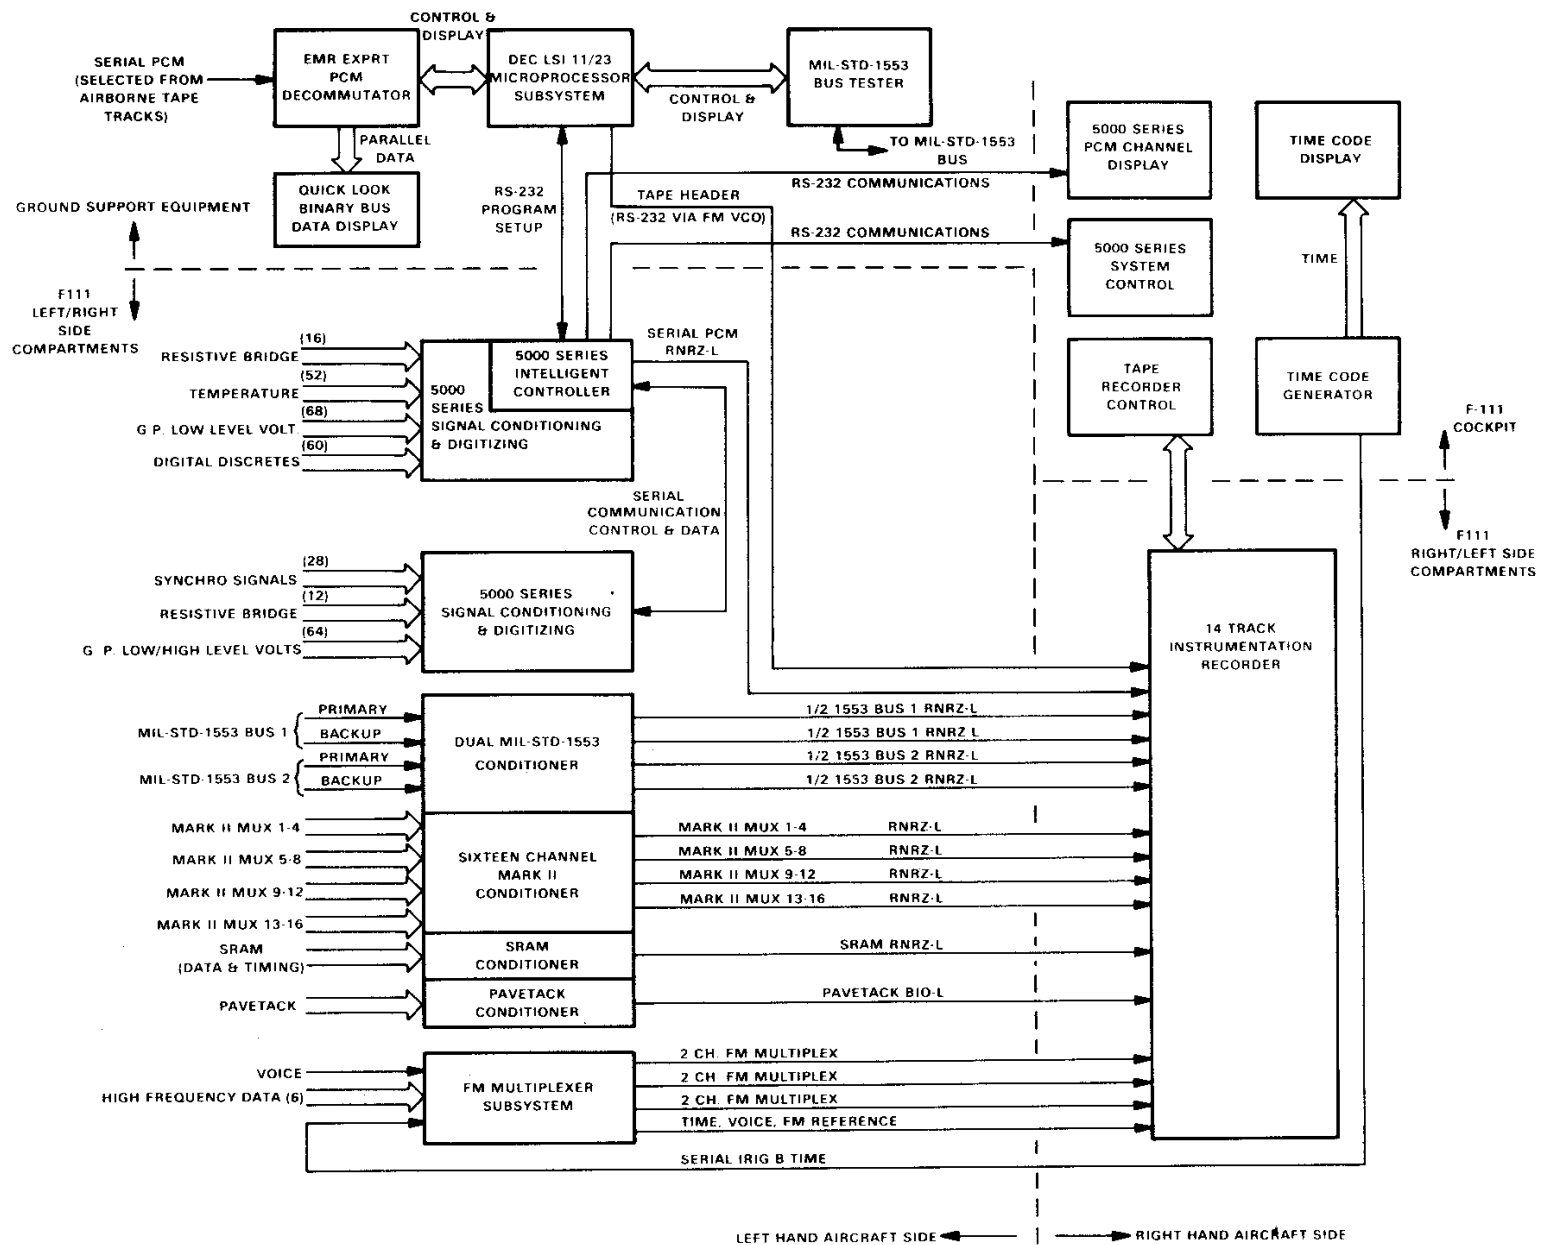 CONTROL &
DISPLAY
SERIAL PCM
(SELECTED FROM
AIRBORNE TAPE
TRACKS)
EMR EXPRT
PCM
DECOMMUTATOR
DEC LSI 11/23
MICROPROCESSOR
SUBSYSTEM
CONTROL &
DISPLAY
MIL-STD-1553
BUS TESTER
TO MIL-STD-1553
BUS
PARALLEL
DATA
QUICK LOOK
BINARY BUS
DATA DISPLAY
GROUND SUPPORT EQUIPMENT
F111
LEFT/RIGHT
SIDE
COMPARTMENTS
RS-232
PROGRAM
SETUP
TAPE HEADER
(RS-232 VIA FM VCO)
RS-232 COMMUNICATIONS
RS-232 COMMUNICATIONS
5000 SERIES
PCM CHANNEL
DISPLAY
TIME CODE
DISPLAY
5000 SERIES
SYSTEM
CONTROL
TIME
TAPE
RECORDER
CONTROL
TIME CODE
GENERATOR
F-111
COCKPIT
F111
RIGHT/LEFT SIDE
COMPARTMENTS
(16)
RESISTIVE BRIDGE
(52)
TEMPERATURE
(68)
G P. LOW LEVEL VOLT.
(60)
DIGITAL DISCRETES
5000 SERIES
INTELLIGENT
CONTROLLER
5000
SERIES
SIGNAL CONDITIONING
& DIGITIZING
SERIAL PCM
RNRZ-L
SERIAL
COMMUNICATION
CONTROL & DATA
(28)
SYNCHRO SIGNALS
(12)
RESISTIVE BRIDGE
(64)
G P. LOW/HIGH LEVEL VOLTS
5000 SERIES
SIGNAL CONDITIONING
& DIGITIZING
14 TRACK
INSTRUMENTATION
RECORDER
MIL-STD-1553 BUS 1
PRIMARY
BACKUP
MIL-STD-1553 BUS 2
PRIMARY
BACKUP
DUAL MIL-STD-1553
CONDITIONER
1/2 1553 BUS 1 RNRZ-L
1/2 1553 BUS 1 RNRZ L
1/2 1553 BUS 2 RNRZ-L
1/2 1553 BUS 2 RNRZ-L
MARK II MUX 1-4
MARK II MUX 5-8
MARK II MUX 9-12
MARK II MUX 13-16
SIXTEEN CHANNEL
MARK II
CONDITIONER
MARK II MUX 1-4 RNRZ-L
MARK II MUX 5-8 RNRZ-L
MARK II MUX 9-12 RNRZ-L
MARK II MUX 13-16 RNRZ-L
SRAM
(DATA & TIMING)
SRAM
CONDITIONER
SRAM RNRZ-L
PAVETACK
PAVETACK
CONDITIONER
PAVETACK BIO-L
VOICE
HIGH FREQUENCY DATA (6)
FM MULTIPLEXER
SUBSYSTEM
2 CH. FM MULTIPLEX
2 CH. FM MULTIPLEX
2 CH. FM MULTIPLEX
TIME, VOICE, FM REFERENCE
SERIAL IRIG B TIME
LEFT HAND AIRCRAFT SIDE
RIGHT HAND AIRCRAFT SIDE